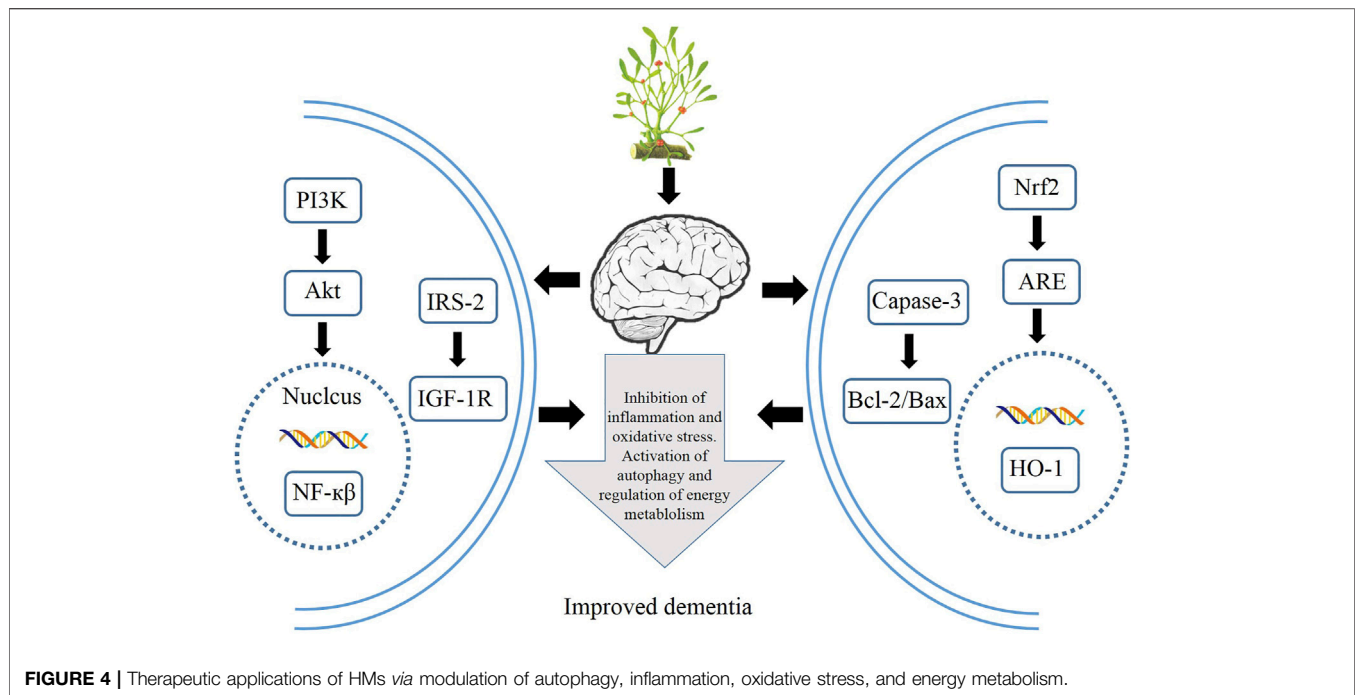 PI3K
Akt
Nuclcus
NF-κβ
IRS-2
IGF-1R
Inhibition of
inflammation and
oxidative stress.
Activation of
autophagy and
regulation of energy
metablolism
Improved dementia
Capase-3
Bcl-2/Bax
Nrf2
ARE
HO-1
FIGURE 4 | Therapeutic applications of HMs via modulation of autophagy, inflammation, oxidative stress, and energy metabolism.